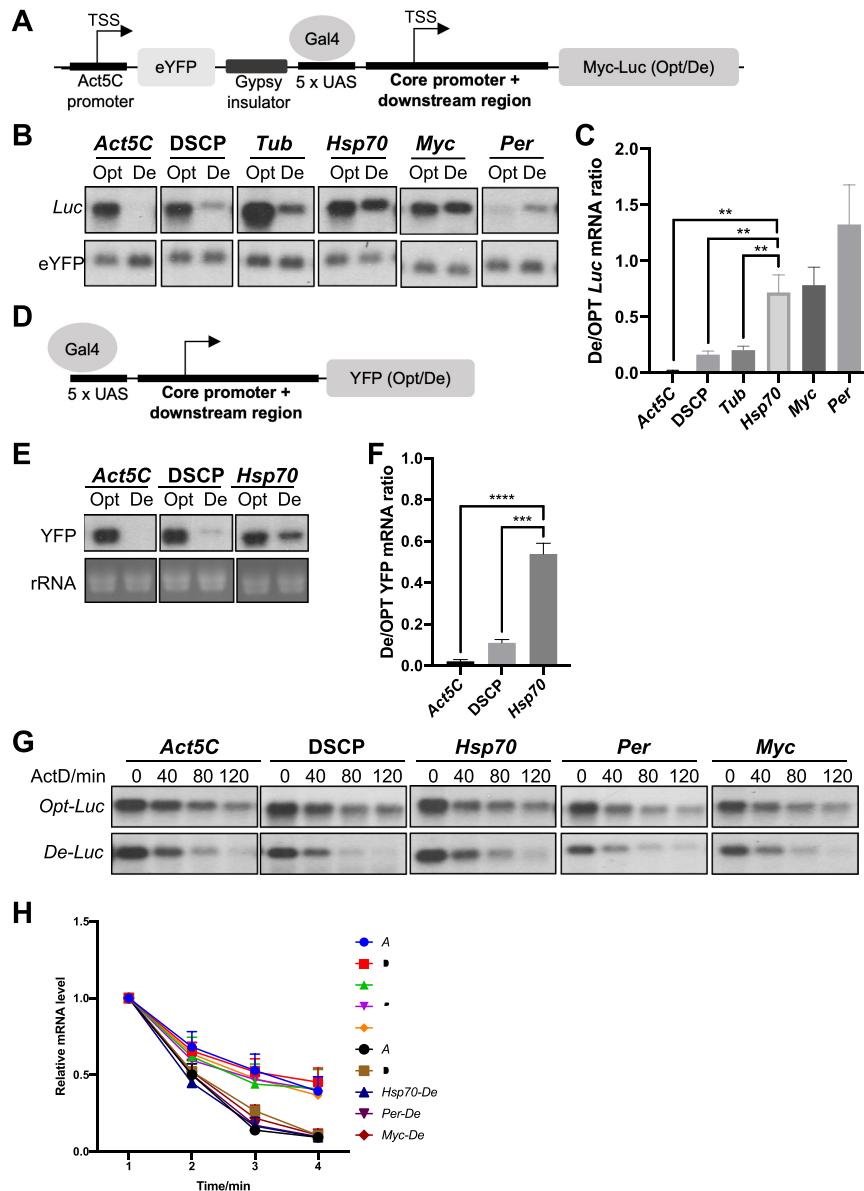 A
TSS
Gal4
TSS
eYFP
Myc-Luc (Opt/De)
Act5C
promoter
Gypsy
insulator
5 x UAS
Core promoter +
downstream region
B
Act5C DSCP Tub Hsp70 Myc Per
Opt De Opt De Opt De Opt De Opt De Opt De
Luc
eYFP
C
De/OPT Luc mRNA ratio
2.0
1.5
1.0
0.5
0.0
**
**
**
Act5C
DSCP
Tub
Hsp70
Myc
Per
D
Gal4
5 x UAS
Core promoter +
downstream region
YFP (Opt/De)
E
Act5C DSCP Hsp70
Opt De Opt De Opt De
YFP
rRNA
F
De/OPT YFP mRNA ratio
1.0
0.8
0.6
0.4
0.2
0.0
****
***
Act5C
DSCP
Hsp70
G
Act5C DSCP Hsp70 Per Myc
ActD/min 0 40 80 120 0 40 80 120 0 40 80 120 0 40 80 120 0 40 80 120
Opt-Luc
De-Luc
H
Relative mRNA level
1.5
1.0
0.5
0.0
1 2 3 4
Time/min
A
A
Hsp70-De
Per-De
Myc-De